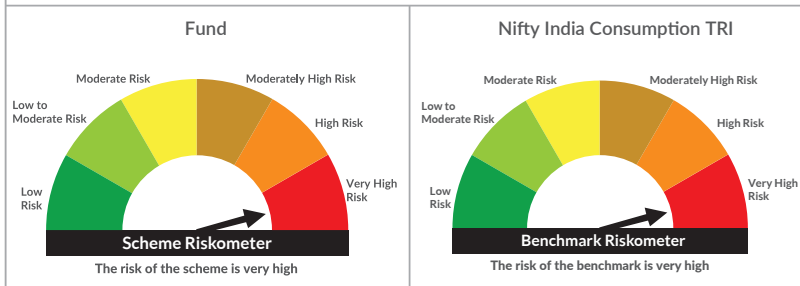 Fund
Moderate Risk
Moderately High Risk
Low to
Moderate Risk
High Risk
Low
Risk
Very High
Risk
Scheme Riskometer
The risk of the scheme is very high
Nifty India Consumption TRI
Moderate Risk
Moderately High Risk
Low to
Moderate Risk
High Risk
Low
Risk
Very High
Risk
Benchmark Riskometer
The risk of the benchmark is very high